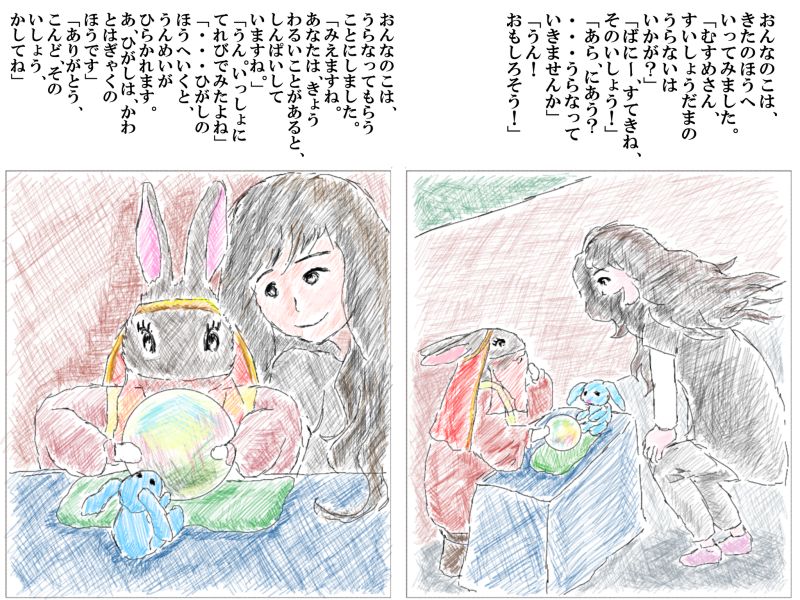 おんなのこは、
きたのほうへ
いってみました。
「むすめさん、
すいしょうだまの
うらないは
いかが？」
「ばにー、すてきね、
そのいしょう！」
「あら、にあう？
・・・うらなって
いきませんか」
「うん！
おもしろそう！」
おんなのこは、
うらなってもらう
ことにしました。
「みえますね。
あなたは、きょう
わるいことがあると、
しんぱいして
いますね。」
「うん。いっしょに
てれびでみたよね」
「・・・ひがしの
ほうへいくと、
うんめいが
ひらかれます。
あ、ひがしは、かわ
とはぎゃくの
ほうです」
「ありがとう、
こんど、その
いしょう、
かしてね」